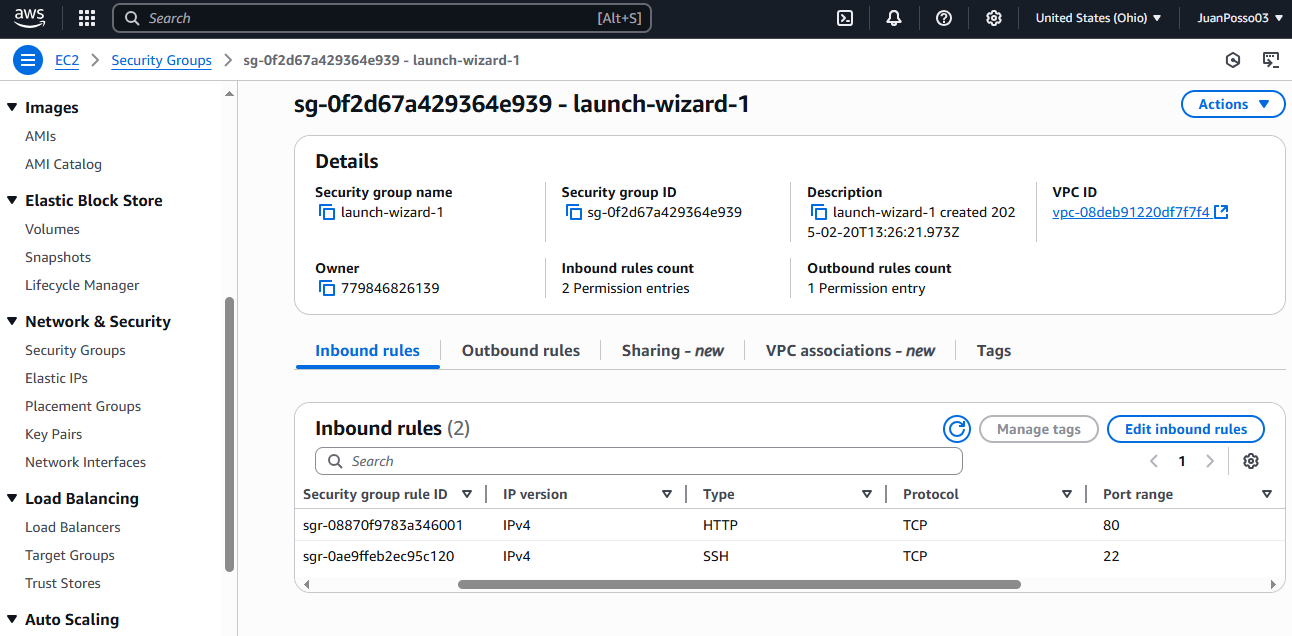 aws
Search [Alt+S] United States (Ohio) JuanPosso03
EC2 Security Groups sg-0f2d67a429364e939 - launch-wizard-1
Images
AMIs
AMI Catalog
Elastic Block Store
Volumes
Snapshots
Lifecycle Manager
Network & Security
Security Groups
Elastic IPs
Placement Groups
Key Pairs
Network Interfaces
Load Balancing
Load Balancers
Target Groups
Trust Stores
Auto Scaling
sg-0f2d67a429364e939 - launch-wizard-1 Actions
Details
Security group name
launch-wizard-1
Security group ID
sg-0f2d67a429364e939
Description
launch-wizard-1 created 202
5-02-20T13:26:21.973Z
VPC ID
vpc-08deb91220df7f7f4
Owner
779846826139
Inbound rules count
2 Permission entries
Outbound rules count
1 Permission entry
Inbound rules Outbound rules Sharing - new VPC associations - new Tags
Inbound rules (2) Manage tags Edit inbound rules
Search 1
Security group rule ID IP version Type Protocol Port range
sgr-08870f9783a346001 IPv4 HTTP TCP 80
sgr-0ae9ffeb2ec95c120 IPv4 SSH TCP 22